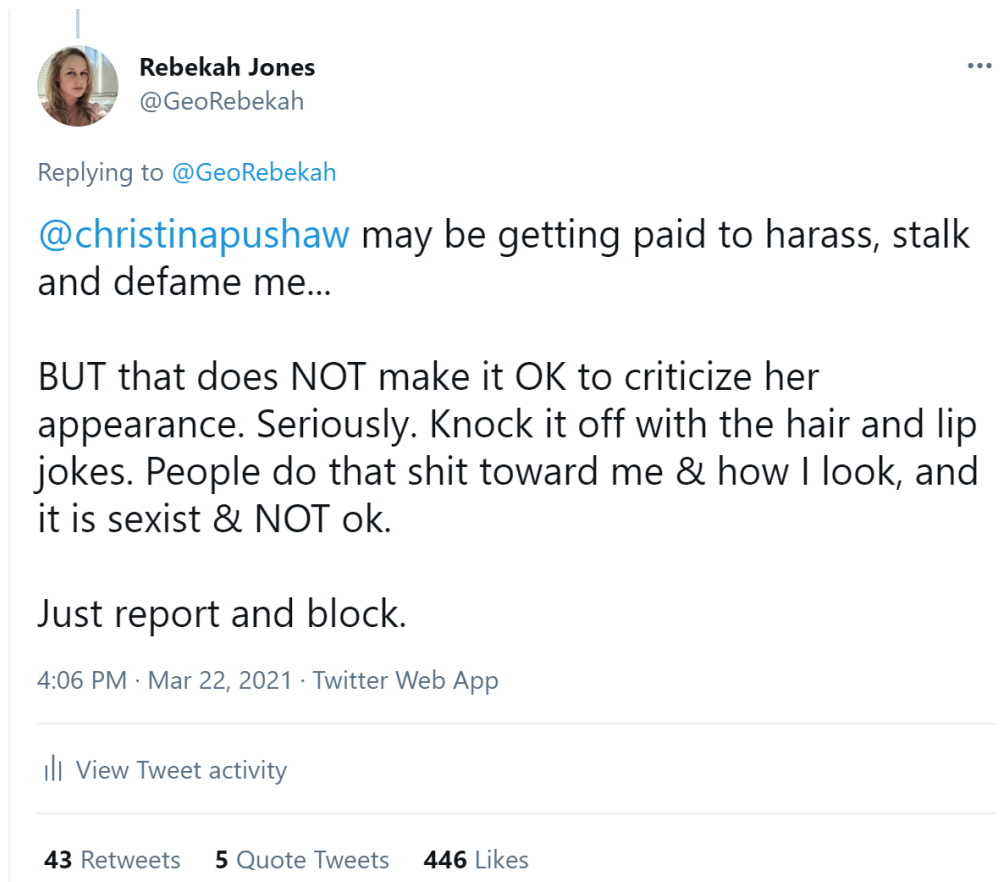 Rebekah Jones
@GeoRebekah
Replying to @GeoRebekah
@christinapushaw may be getting paid to harass, stalk
and defame me...
BUT that does NOT make it OK to criticize her
appearance. Seriously. Knock it off with the hair and lip
jokes. People do that shit toward me & how I look, and
it is sexist & NOT ok.
Just report and block.
4:06 PM · Mar 22, 2021 · Twitter Web App
View Tweet activity
43 Retweets 5 Quote Tweets 446 Likes